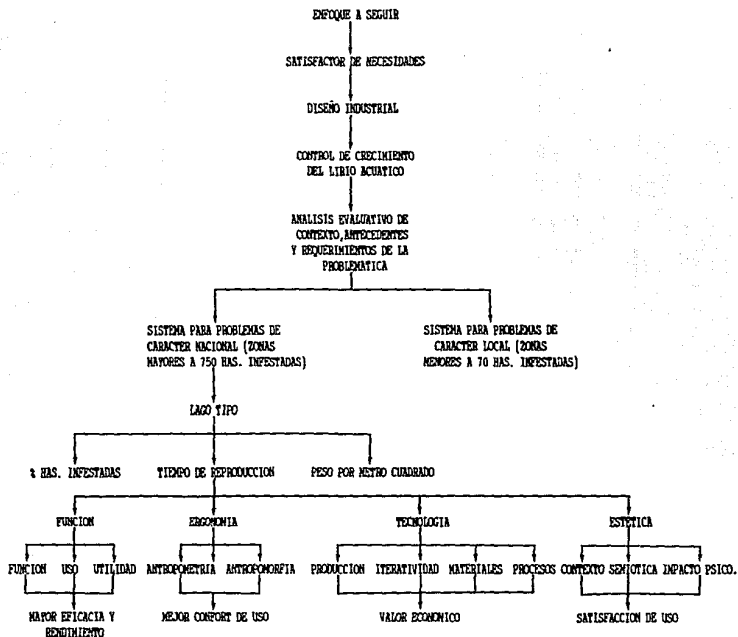 ENFOQUE A SEGUIR
SATISFACTOR DE NECESIDADES
DISEÑO INDUSTRIAL
CONTROL DE CRECIMIENTO
DEL LIRIO ACUATICO
ANALISIS EVALUATIVO DE
CONTEXTO, ANTECEDENTES
Y REQUERIMIENTOS DE LA
PROBLEMATICA
SISTEMA PARA PROBLEMAS DE
CARACTER NACIONAL (ZONAS
MAYORES A 750 HAS. INFESTADAS)
SISTEMA PARA PROBLEMAS DE
CARACTER LOCAL (ZONAS
MENORES A 70 HAS. INFESTADAS)
LAGO TIPO
% HAS. INFESTADAS
TIEMPO DE REPRODUCCION
PESO POR METRO CUADRADO
FUNCION
ERGONOMIA
TECNOLOGIA
ESTETICA
FUNCION
USO
UTILIDAD
ANTROPOMETRIA
ANTROPOMORFIA
PRODUCCION
ITERATIVIDAD
MATERIALES
PROCESOS
CONTEXTO
SEMIOTICA
IMPACTO PSICO.
MAYOR EFICACIA Y
RENDIMIENTO
MEJOR CONFORT DE USO
VALOR ECONOMICO
SATISFACCION DE USO